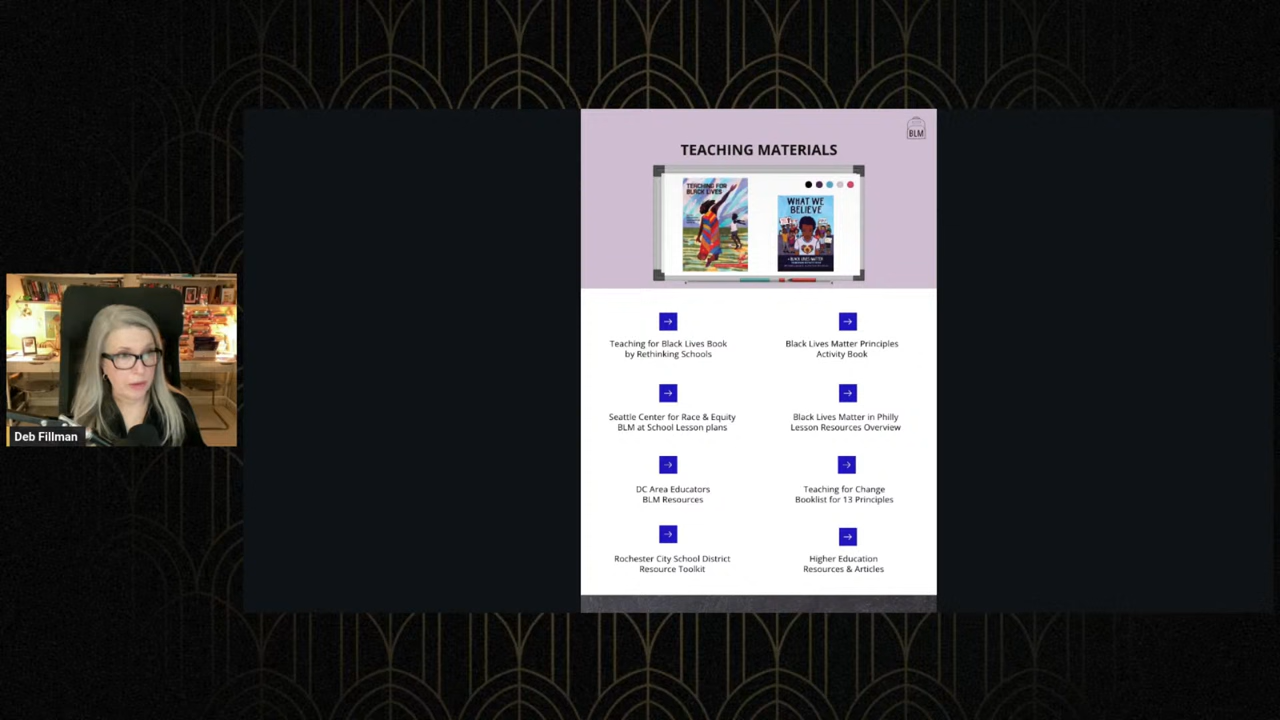 BLM
TEACHING MATERIALS
TEACHING FOR
BLACK LIVES
WHAT WE
BELIEVE
Teaching for Black Lives Book
by Rethinking Schools
Black Lives Matter Principles
Activity Book
Seattle Center for Race & Equity
BLM at School Lesson plans
Black Lives Matter in Philly
Lesson Resources Overview
DC Area Educators
BLM Resources
Teaching for Change
Booklist for 13 Principles
Rochester City School District
Resource Toolkit
Higher Education
Resources & Articles
Deb Fillman